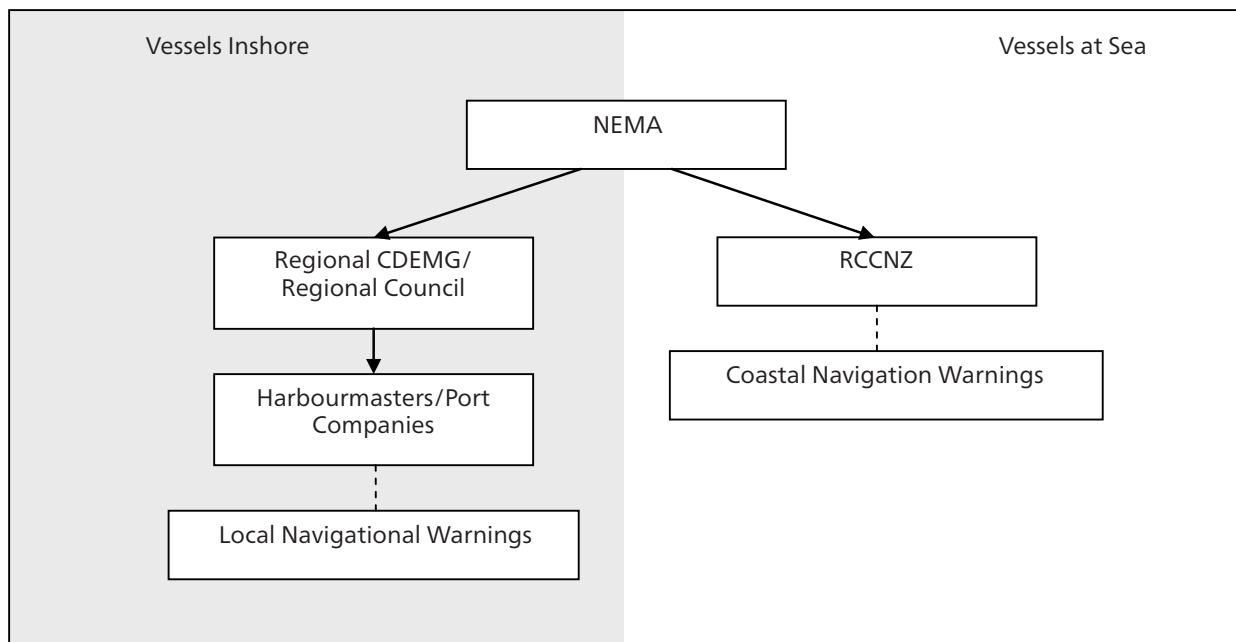 Vessels Inshore
Vessels at Sea
NEMA
Regional CDEMG/
Regional Council
RCCNZ
Harbourmasters/Port
Companies
Coastal Navigation Warnings
Local Navigational Warnings